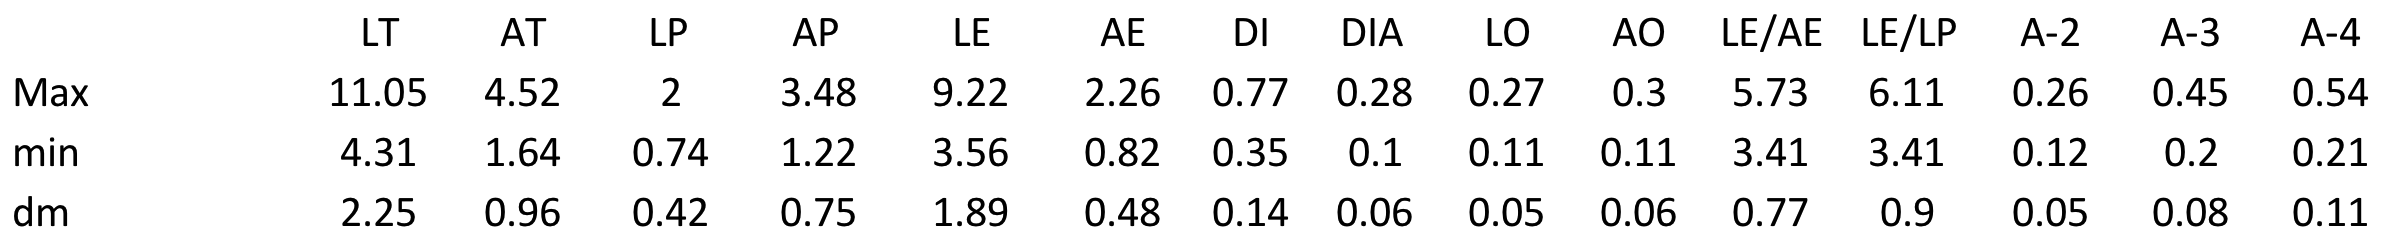 LT AT LP AP LE AE DI DIA LO AO LE/AE LE/LP A-2 A-3 A-4
Max 11.05 4.52 2 3.48 9.22 2.26 0.77 0.28 0.27 0.3 5.73 6.11 0.26 0.45 0.54
min 4.31 1.64 0.74 1.22 3.56 0.82 0.35 0.1 0.11 0.11 3.41 3.41 0.12 0.2 0.21
dm 2.25 0.96 0.42 0.75 1.89 0.48 0.14 0.06 0.05 0.06 0.77 0.9 0.05 0.08 0.11